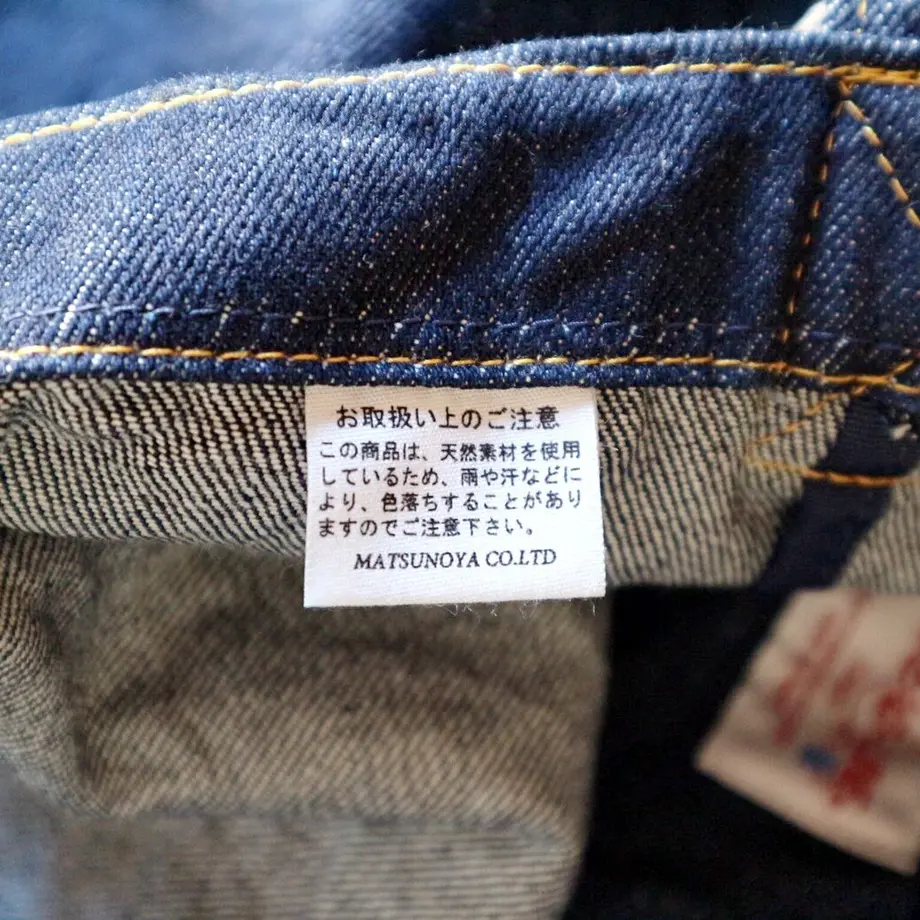 お取扱い上のご注意
この商品は、天然素材を使用
しているため、雨や汗などに
より、色落ちすることがあり
ますのでご注意下さい。
MATSUNOYA CO.LTD